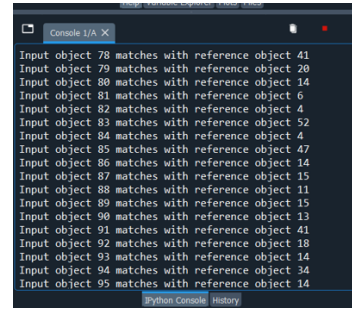 Help Variable Explorer Plots Files
Console 1/A
Input object 78 matches with reference object 41
Input object 79 matches with reference object 20
Input object 80 matches with reference object 14
Input object 81 matches with reference object 6
Input object 82 matches with reference object 4
Input object 83 matches with reference object 52
Input object 84 matches with reference object 4
Input object 85 matches with reference object 47
Input object 86 matches with reference object 14
Input object 87 matches with reference object 15
Input object 88 matches with reference object 11
Input object 89 matches with reference object 15
Input object 90 matches with reference object 13
Input object 91 matches with reference object 41
Input object 92 matches with reference object 18
Input object 93 matches with reference object 14
Input object 94 matches with reference object 34
Input object 95 matches with reference object 14
IPython Console History